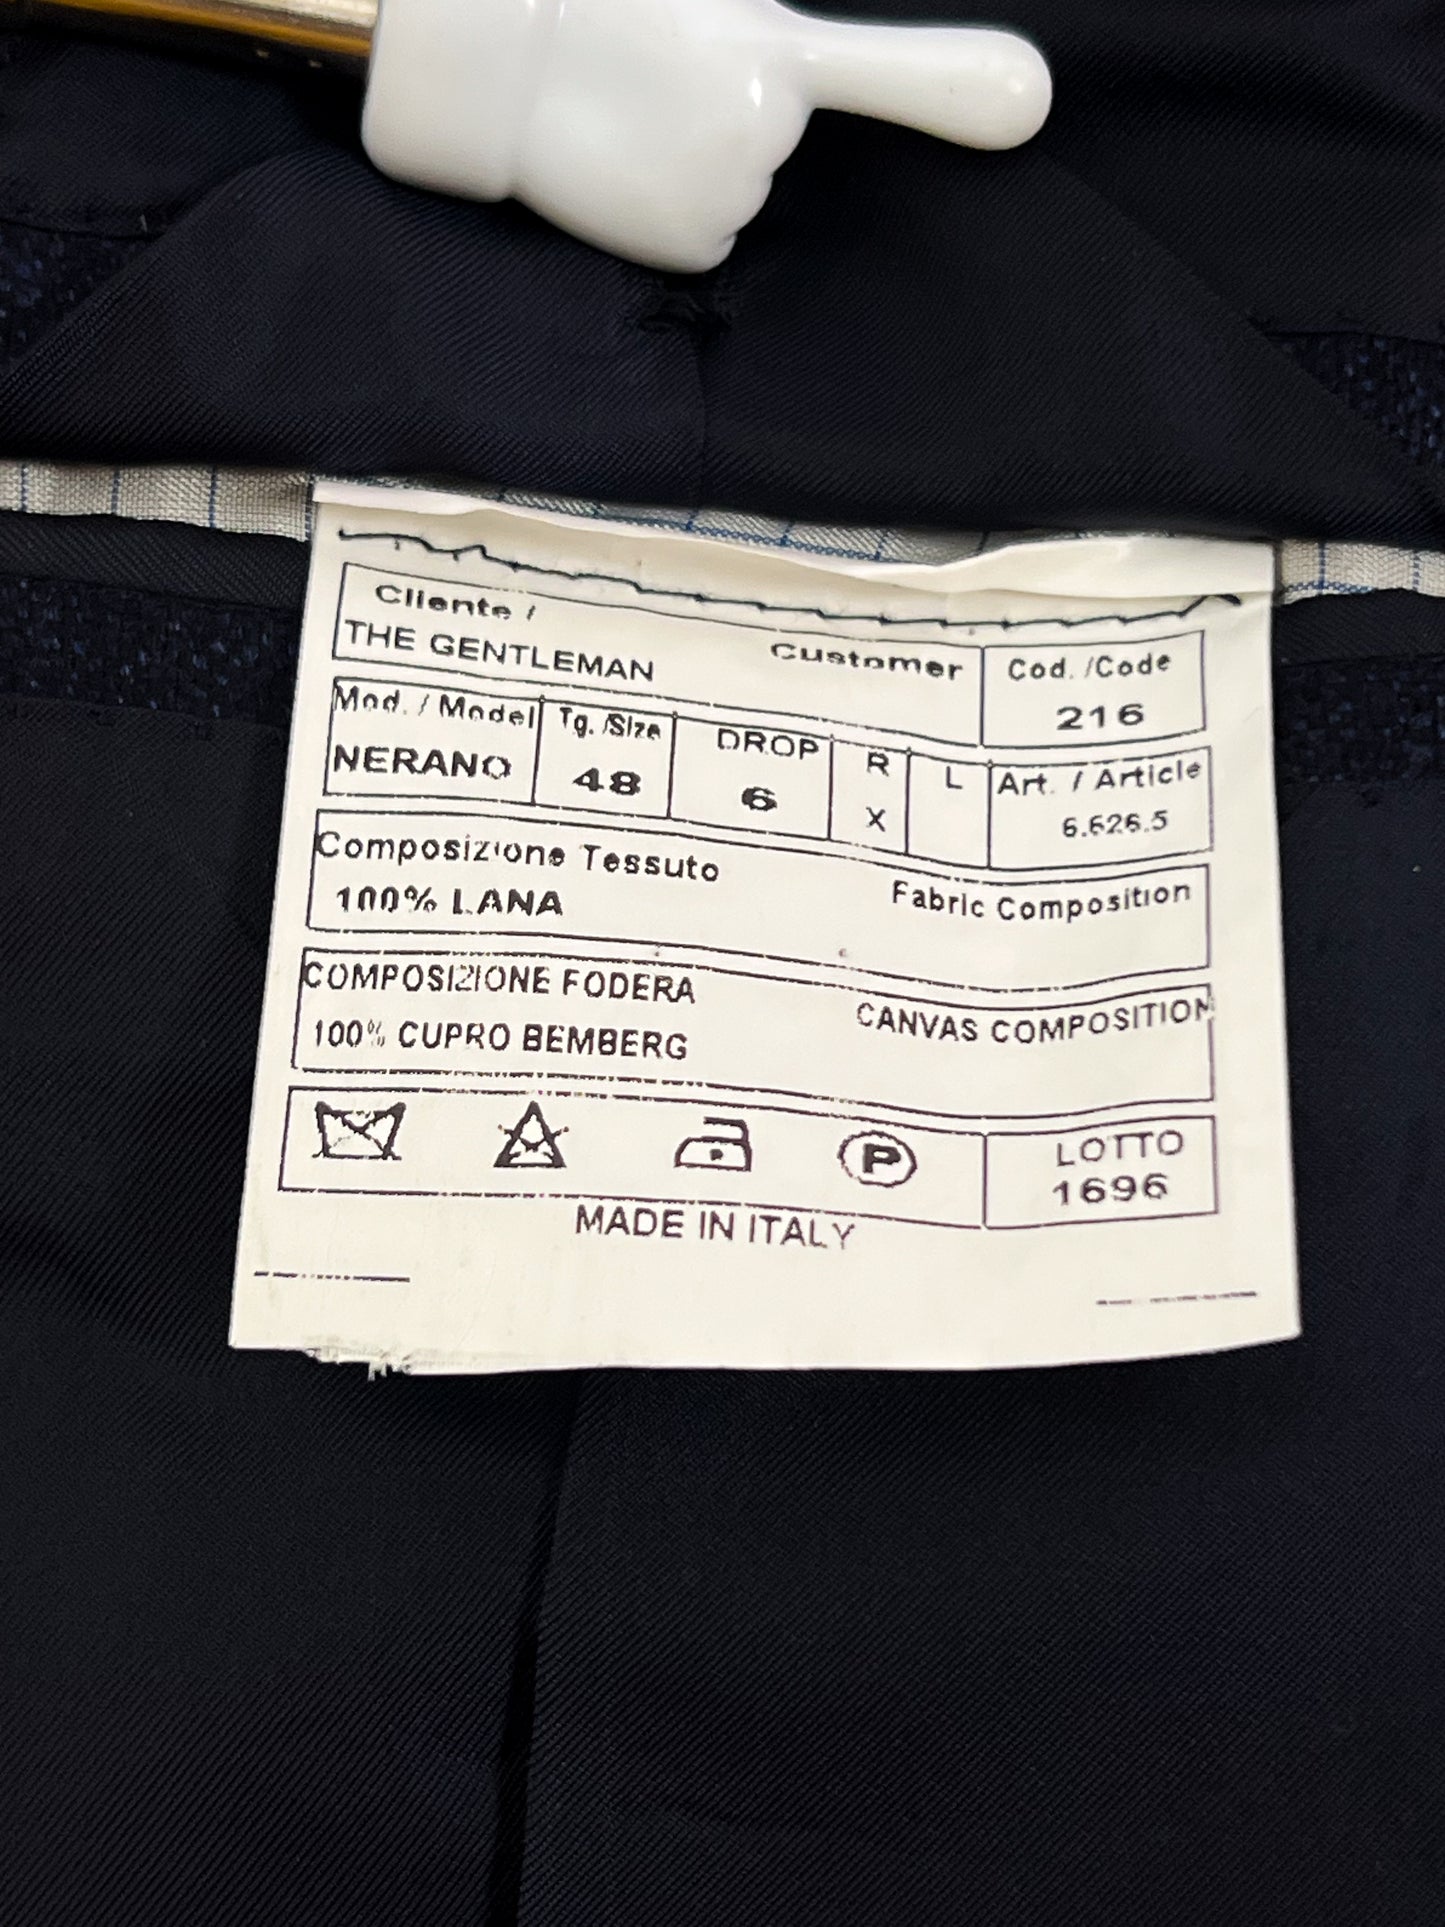 Cliente /
Customer
THE GENTLEMAN
Cod. /Code
216
Mod. / Model
NERANO
Tg. /Size
48
DROP
6
R
X
L
Art. / Article
6.626.5
Composizione Tessuto
Fabric Composition
100% LANA
COMPOSIZIONE FODERA
CANVAS COMPOSITION
100% CUPRO BEMBERG
P
LOTTO
1696
MADE IN ITALY